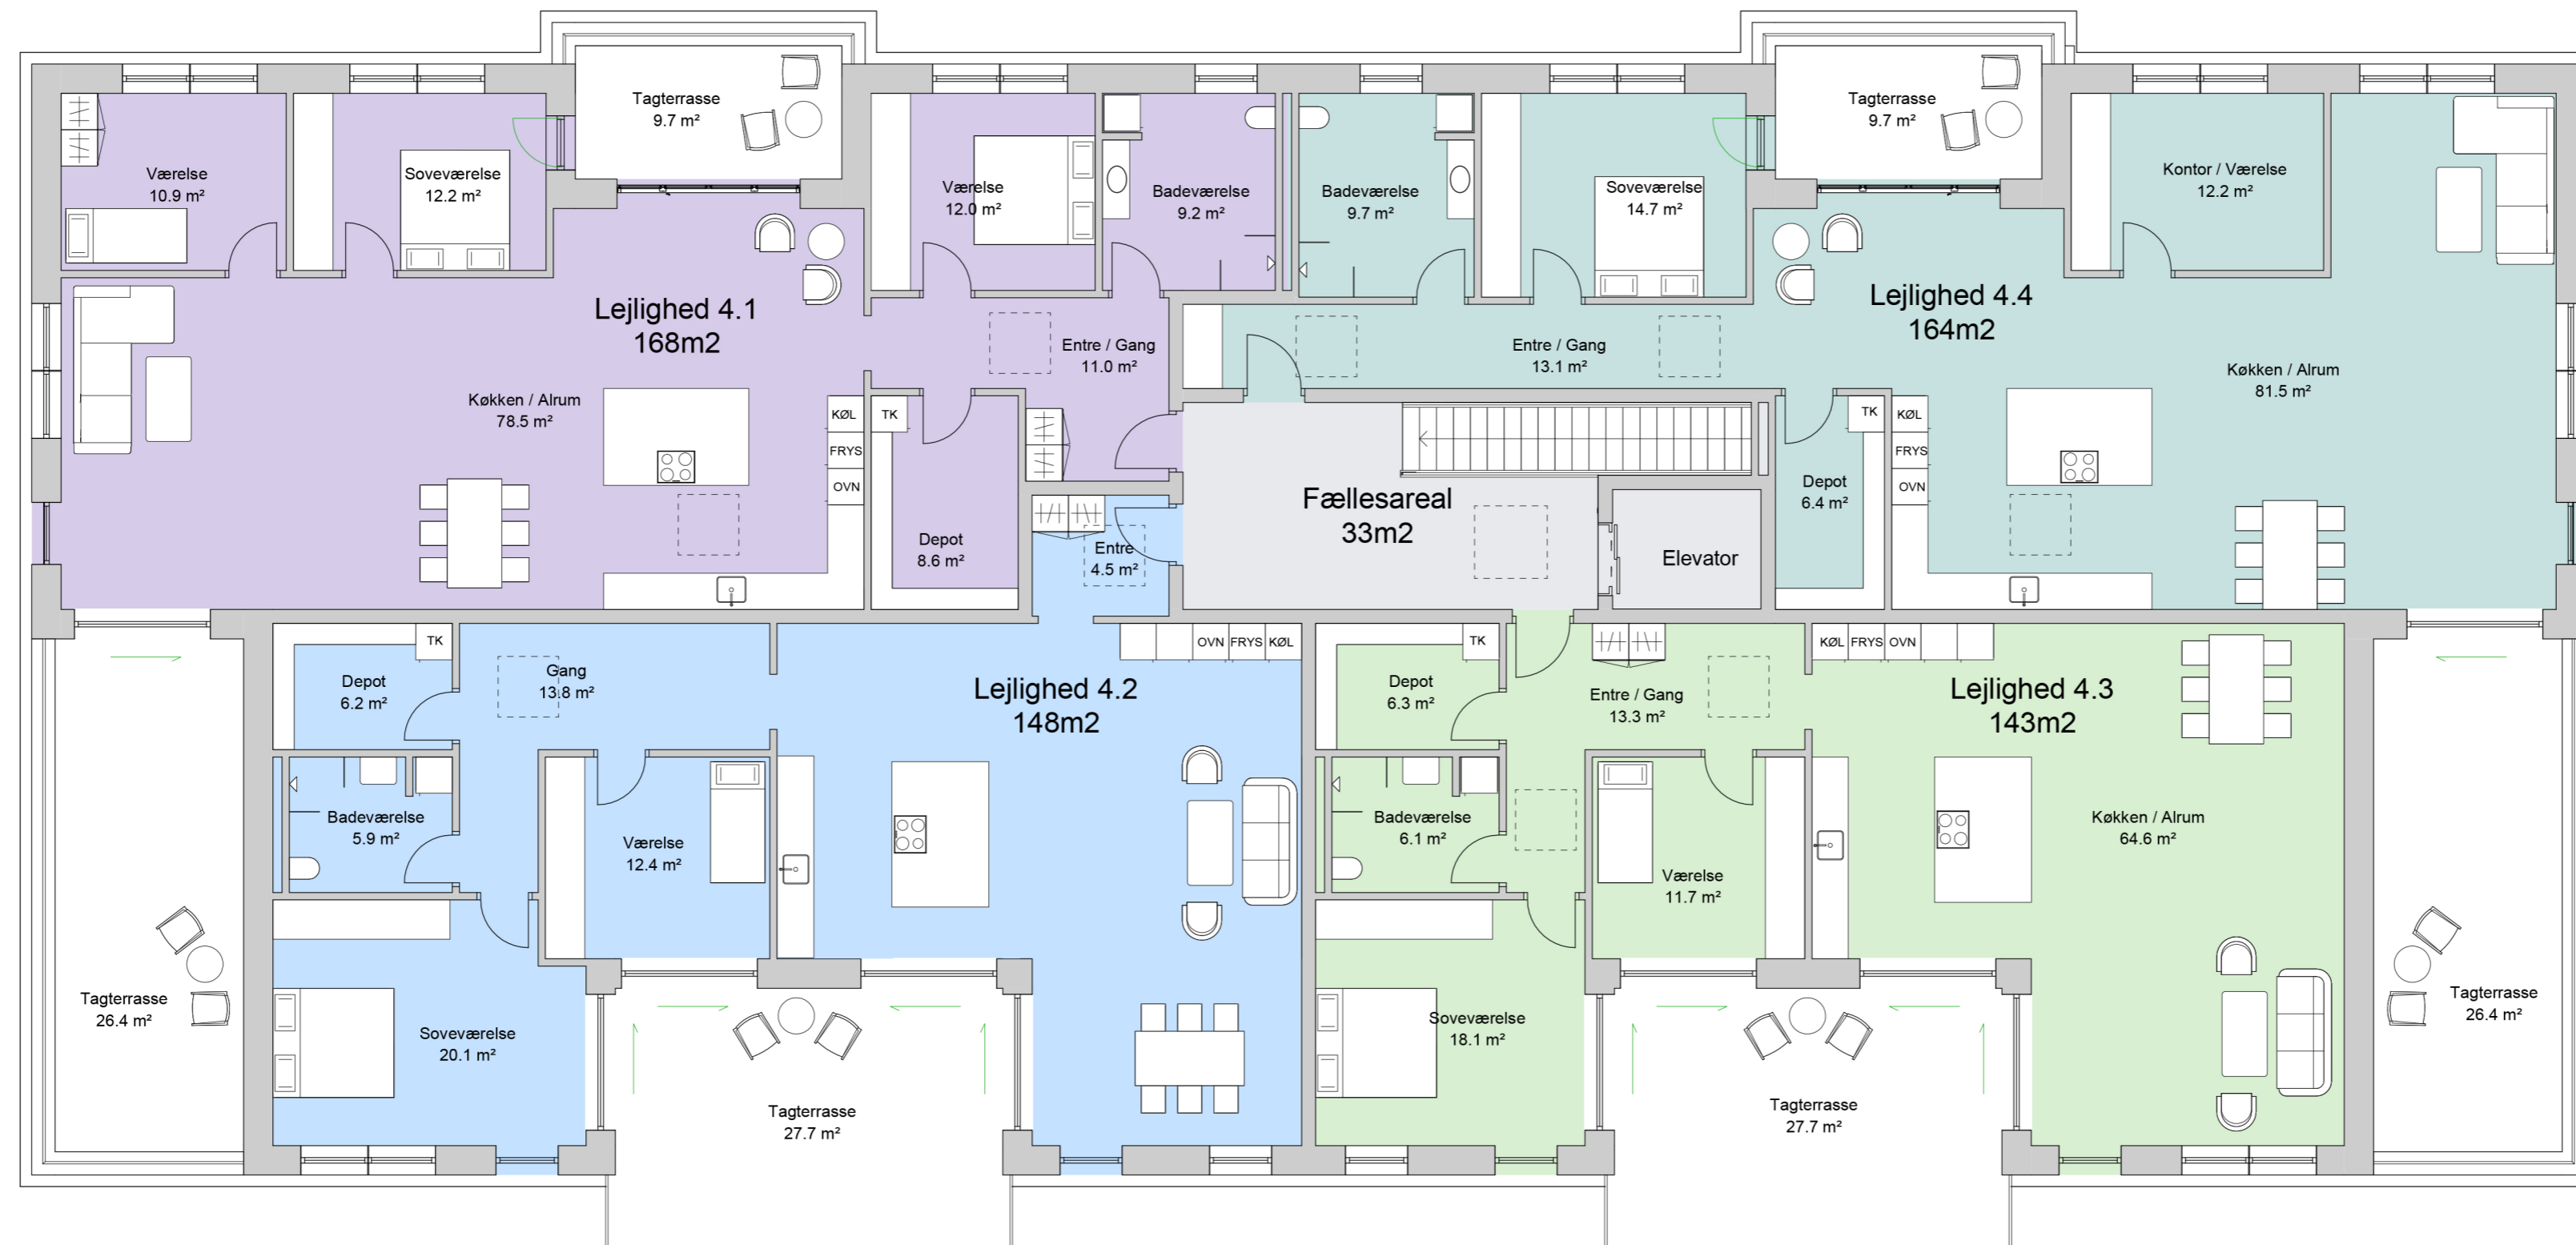 Tagterrasse
9.7 m²
Tagterrasse
9.7 m²
Værelse
10.9 m²
Soveværelse
12.2 m²
Værelse
12.0 m²
Badeværelse
9.2 m²
Badeværelse
9.7 m²
Soveværelse
14.7 m²
Kontor / Værelse
12.2 m²
Lejlighed 4.1
168m2
Lejlighed 4.4
164m2
Entre / Gang
11.0 m²
Entre / Gang
13.1 m²
Køkken / Alrum
78.5 m²
Køkken / Alrum
81.5 m²
KØL
FRYS
OVN
TK
TK
KØL
FRYS
OVN
Depot
8.6 m²
Entre
4.5 m²
Fællesareal
33m2
Elevator
Depot
6.4 m²
TK
Depot
6.2 m²
Gang
13.8 m²
OVN
FRYS
KØL
Lejlighed 4.2
148m2
TK
Depot
6.3 m²
Entre / Gang
13.3 m²
KØL
FRYS
OVN
Lejlighed 4.3
143m2
Badeværelse
5.9 m²
Værelse
12.4 m²
Badeværelse
6.1 m²
Værelse
11.7 m²
Køkken / Alrum
64.6 m²
Tagterrasse
26.4 m²
Soveværelse
20.1 m²
Tagterrasse
27.7 m²
Soveværelse
18.1 m²
Tagterrasse
27.7 m²
Tagterrasse
26.4 m²